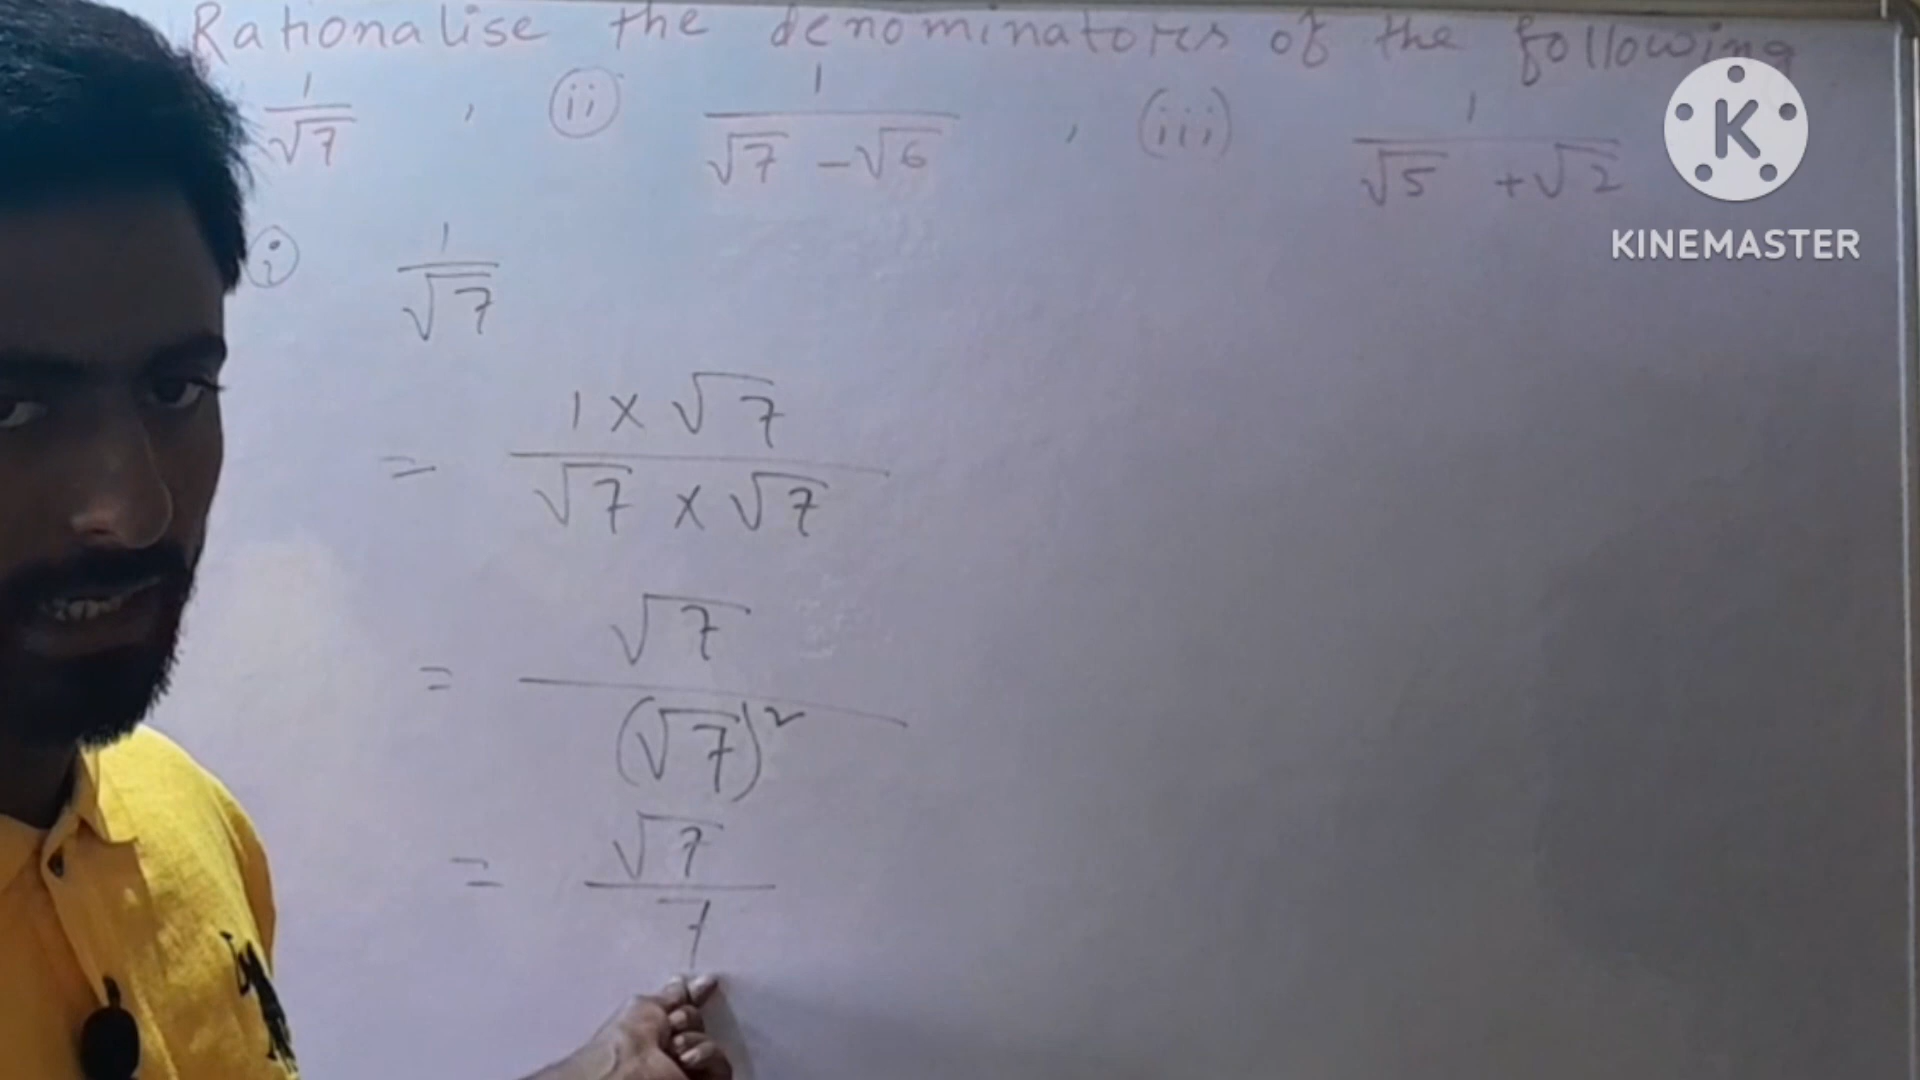 Rationalise the denominators of the following
1/√7 , (ii) 1/(√7 - √6) , (iii) 1/(√5 + √2)
K
KINEMASTER
(i) 1/√7
= (1 × √7)/(√7 × √7)
= √7/(√7)²
= √7/7